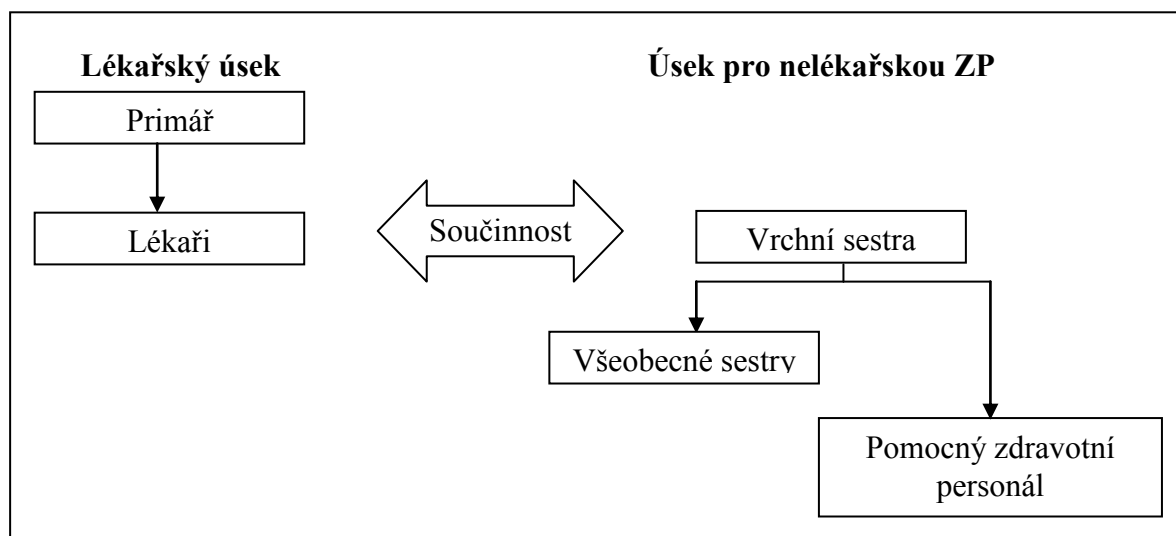 Lékařský úsek
Úsek pro nelékařskou ZP
Primář
Lékaři
Součinnost
Vrchní sestra
Všeobecné sestry
Pomocný zdravotní
personál